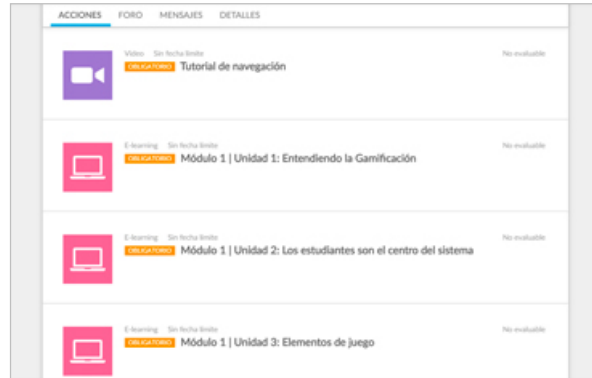 ACCIONES FORO MENSAJES DETALLES
Video Sin fecha límite No evaluable
OBLIGATORIO Tutorial de navegación
E-learning Sin fecha límite No evaluable
OBLIGATORIO Módulo 1 | Unidad 1: Entendiendo la Gamificación
E-learning Sin fecha límite No evaluable
OBLIGATORIO Módulo 1 | Unidad 2: Los estudiantes son el centro del sistema
E-learning Sin fecha límite No evaluable
OBLIGATORIO Módulo 1 | Unidad 3: Elementos de juego